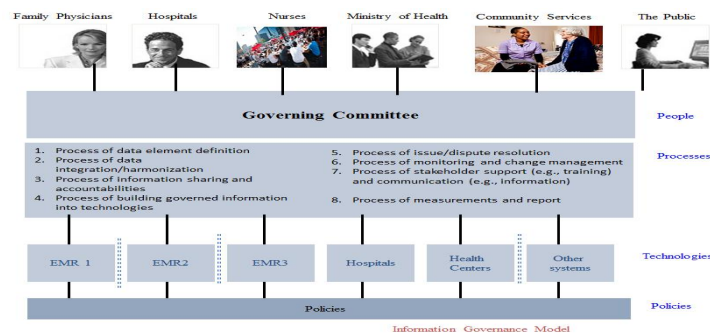 Family Physicians Hospitals Nurses Ministry of Health Community Services The Public
Governing Committee
People
1. Process of data element definition
2. Process of data
integration/harmonization
3. Process of information sharing and
accountabilities
4. Process of building governed information
into technologies
5. Process of issue/dispute resolution
6. Process of monitoring and change management
7. Process of stakeholder support (e.g., training)
and communication (e.g., information)
8. Process of measurements and report
Processes
EMR 1 EMR2 EMR3 Hospitals Health
Centers Other
systems
Technologies
Policies
Policies
Information Governance Model